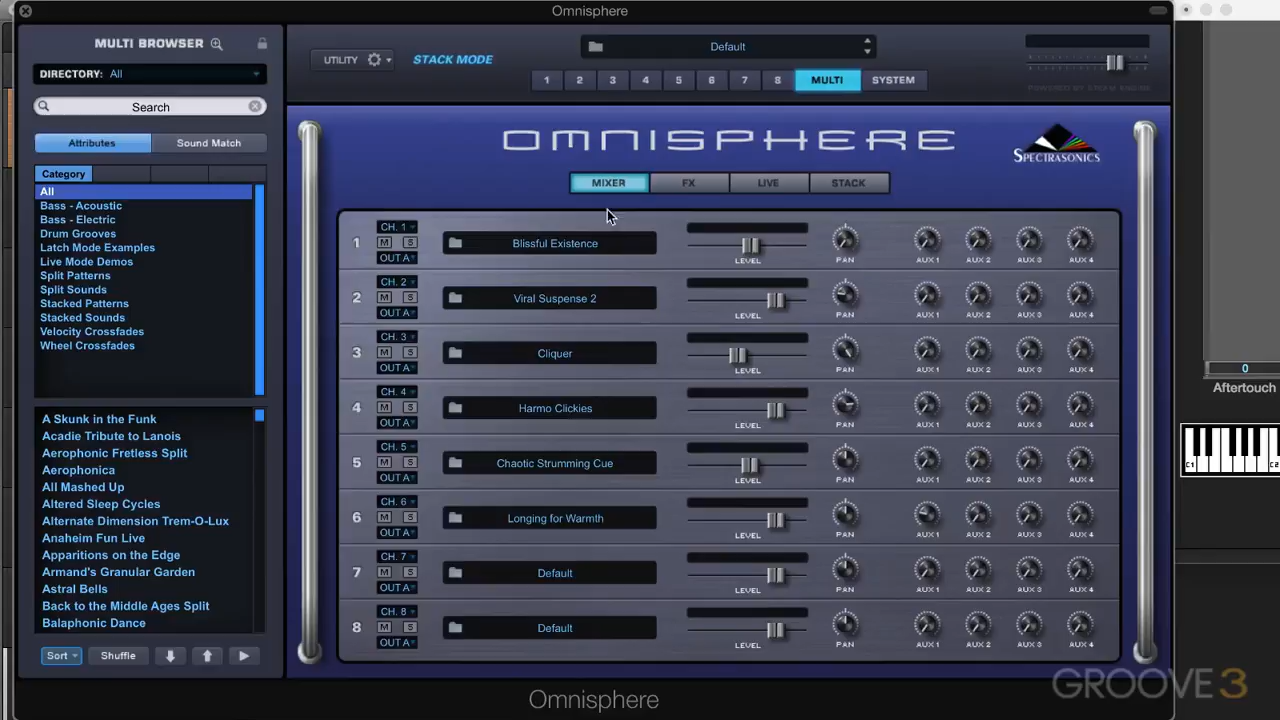 Omnisphere
MULTI BROWSER
DIRECTORY: All
Search
Attributes
Sound Match
Category
All
Bass - Acoustic
Bass - Electric
Drum Grooves
Latch Mode Examples
Live Mode Demos
Split Patterns
Split Sounds
Stacked Patterns
Stacked Sounds
Velocity Crossfades
Wheel Crossfades
A Skunk in the Funk
Acadie Tribute to Lanois
Aerophonic Fretless Split
Aerophonica
All Mashed Up
Altered Sleep Cycles
Alternate Dimension Trem-O-Lux
Anaheim Fun Live
Apparitions on the Edge
Armand's Granular Garden
Astral Bells
Back to the Middle Ages Split
Balaphonic Dance
Sort
Shuffle
UTILITY
STACK MODE
Default
1 2 3 4 5 6 7 8 MULTI SYSTEM
OMNISPHERE
SPECTRASONICS
MIXER FX LIVE STACK
1 CH. 1 M S OUT A Blissful Existence LEVEL PAN AUX 1 AUX 2 AUX 3 AUX 4
2 CH. 2 M S OUT A Viral Suspense 2 LEVEL PAN AUX 1 AUX 2 AUX 3 AUX 4
3 CH. 3 M S OUT A Cliquer LEVEL PAN AUX 1 AUX 2 AUX 3 AUX 4
4 CH. 4 M S OUT A Harmo Clickies LEVEL PAN AUX 1 AUX 2 AUX 3 AUX 4
5 CH. 5 M S OUT A Chaotic Strumming Cue LEVEL PAN AUX 1 AUX 2 AUX 3 AUX 4
6 CH. 6 M S OUT A Longing for Warmth LEVEL PAN AUX 1 AUX 2 AUX 3 AUX 4
7 CH. 7 M S OUT A Default LEVEL PAN AUX 1 AUX 2 AUX 3 AUX 4
8 CH. 8 M S OUT A Default LEVEL PAN AUX 1 AUX 2 AUX 3 AUX 4
Omnisphere
0
Aftertouch
C1 C2
GROOVE 3